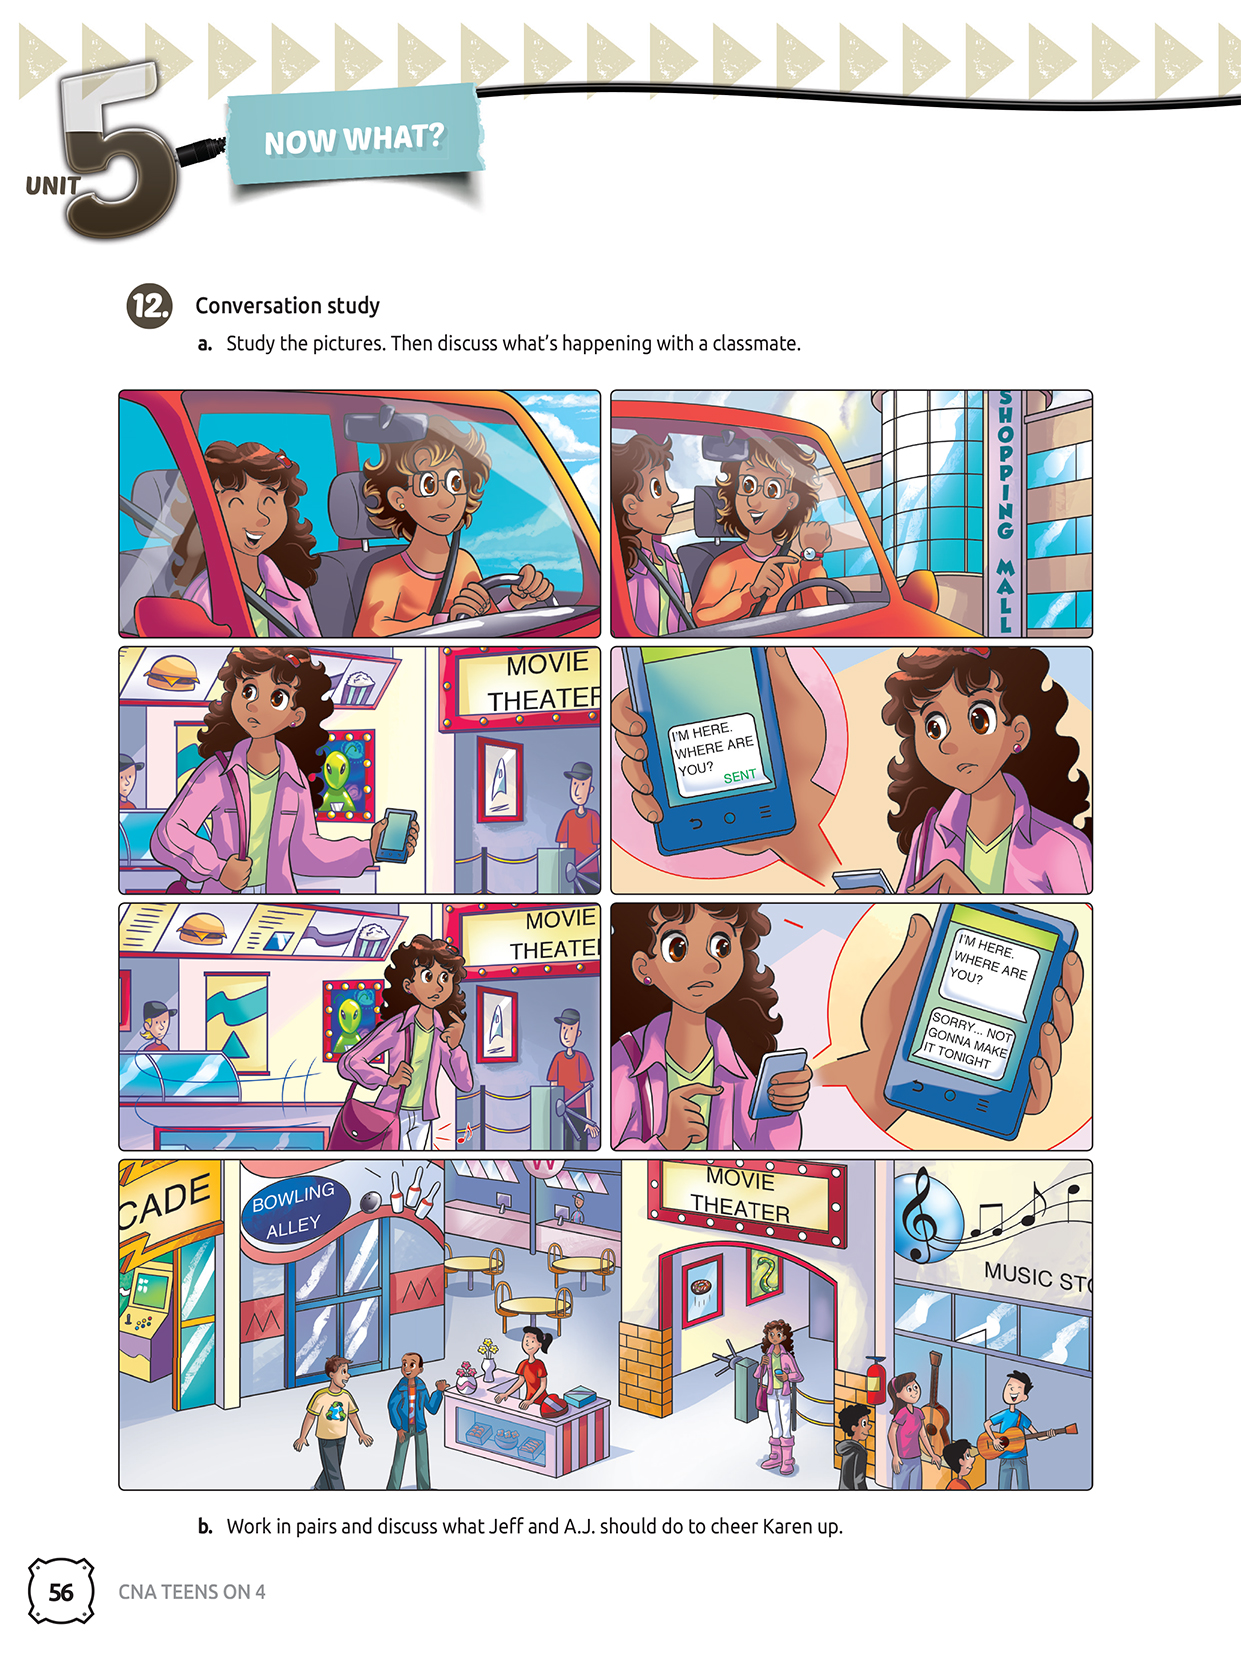 UNIT 5
NOW WHAT?
12. Conversation study
a. Study the pictures. Then discuss what's happening with a classmate.
SHOPPING MALL
MOVIE
THEATER
I'M HERE.
WHERE ARE
YOU?
SENT
MOVIE
THEATE
I'M HERE.
WHERE ARE
YOU?
SORRY... NOT
GONNA MAKE
IT TONIGHT
CADE
BOWLING
ALLEY
W
MOVIE
THEATER
MUSIC STO
b. Work in pairs and discuss what Jeff and A.J. should do to cheer Karen up.
56
CNA TEENS ON 4